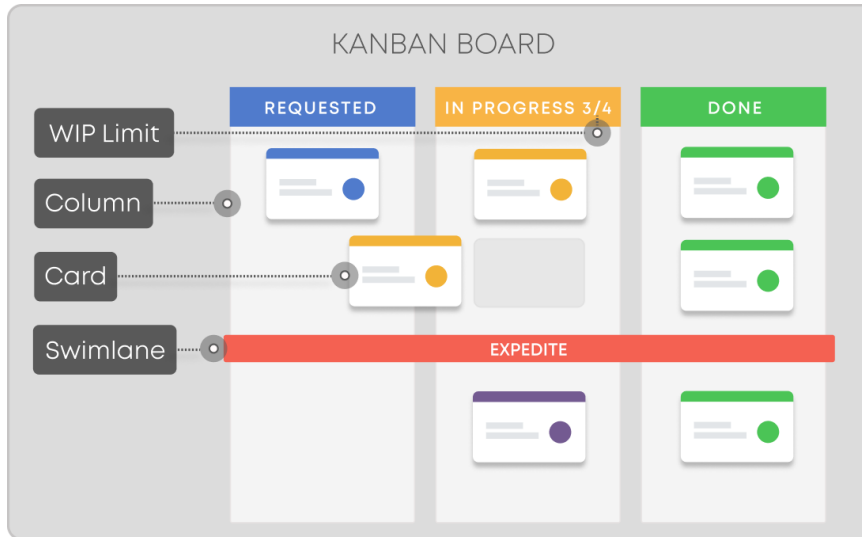 KANBAN BOARD
REQUESTED
IN PROGRESS 3/4
DONE
WIP Limit
Column
Card
Swimlane
EXPEDITE